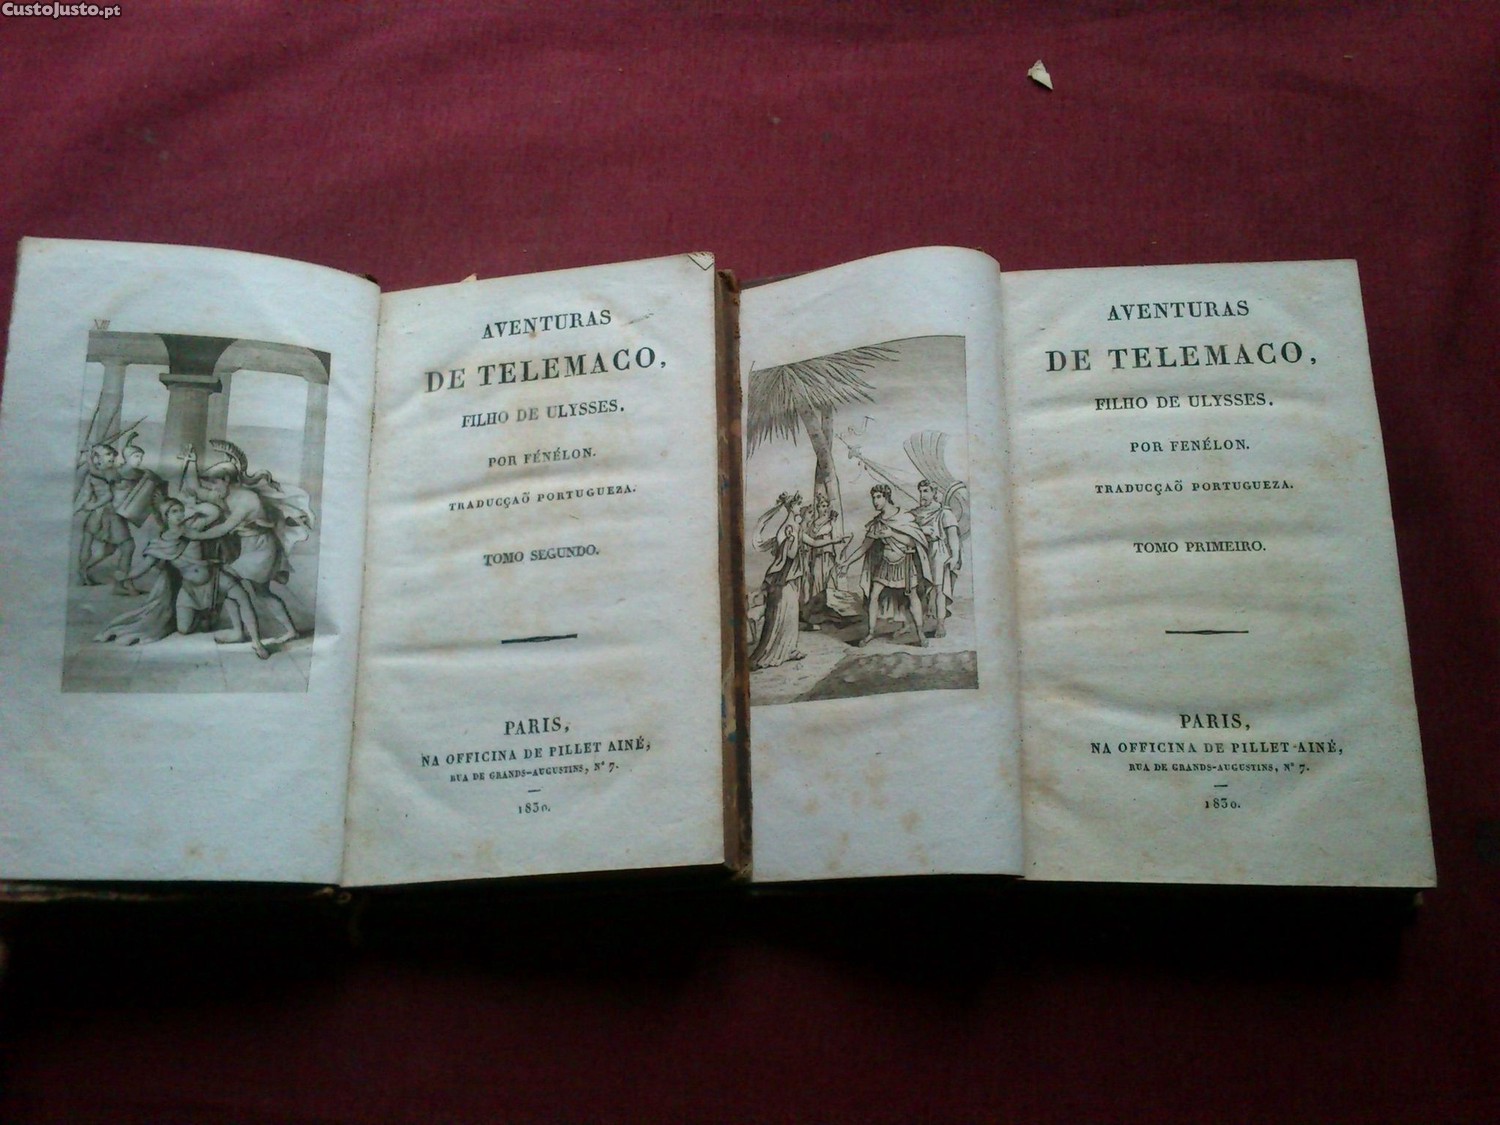 CustoJusto.pt
VIII
AVENTURAS
DE TELEMACO,
FILHO DE ULYSSES.
POR FÉNÉLON.
TRADUCÇAÕ PORTUGUEZA.
TOMO SEGUNDO.
PARIS,
NA OFFICINA DE PILLET AINÉ,
RUA DE GRANDS-AUGUSTINS, Nº 7.
1830.
AVENTURAS
DE TELEMACO,
FILHO DE ULYSSES.
POR FENÉLON.
TRADUCÇAÕ PORTUGUEZA.
TOMO PRIMEIRO.
PARIS,
NA OFFICINA DE PILLET AINÉ,
RUA DE GRANDS-AUGUSTINS, Nº 7.
1830.